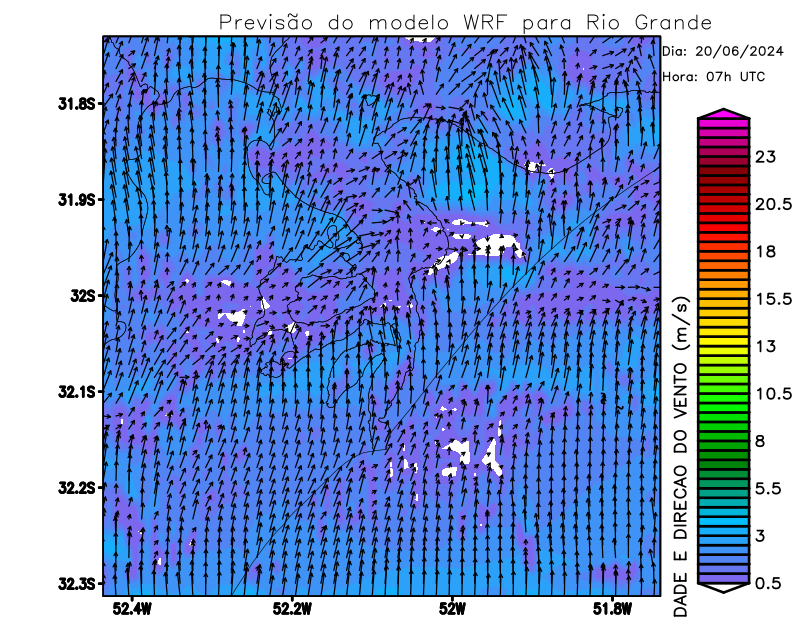 Previsão do modelo WRF para Rio Grande
Dia: 20/06/2024
Hora: 07h UTC
31.8S
31.9S
32S
32.1S
32.2S
32.3S
52.4W
52.2W
52W
51.8W
23
20.5
18
15.5
13
10.5
8
5.5
3
0.5
DADE E DIRECAO DO VENTO (m/s)